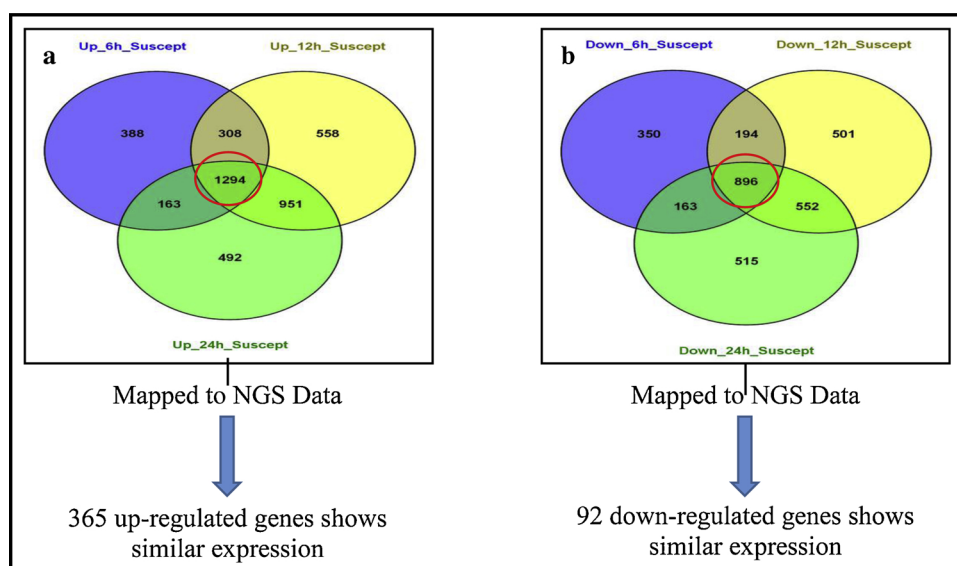 a
Up_6h_Suscept
Up_12h_Suscept
388
308
558
1294
163
951
492
Up_24h_Suscept
Mapped to NGS Data
365 up-regulated genes shows
similar expression
b
Down_6h_Suscept
Down_12h_Suscept
350
194
501
896
163
552
515
Down_24h_Suscept
Mapped to NGS Data
92 down-regulated genes shows
similar expression